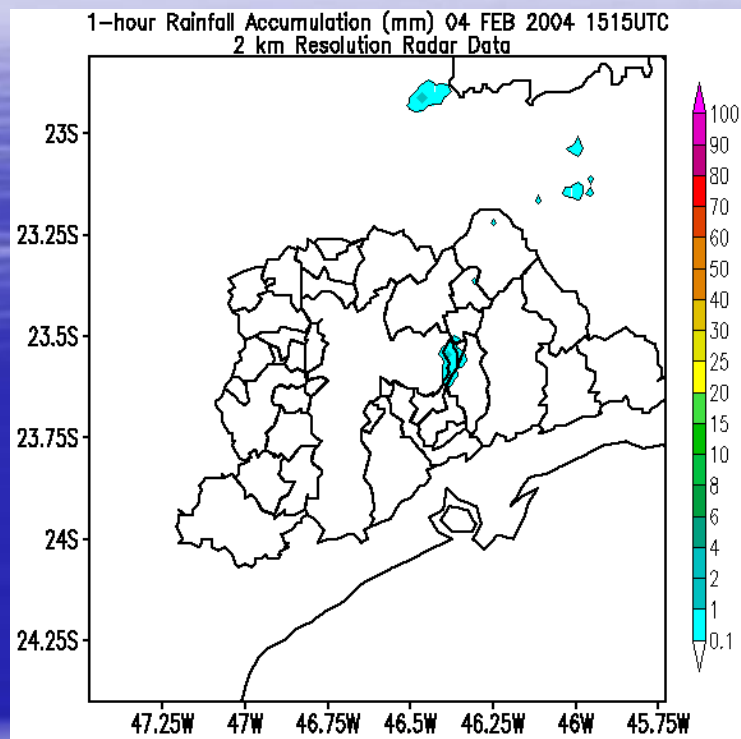 1-hour Rainfall Accumulation (mm) 04 FEB 2004 1515UTC
2 km Resolution Radar Data
23S
23.25S
23.5S
23.75S
24S
24.25S
47.25W 47W 46.75W 46.5W 46.25W 46W 45.75W
100
90
80
70
60
50
40
30
20
15
10
8
6
4
2
1
0.1